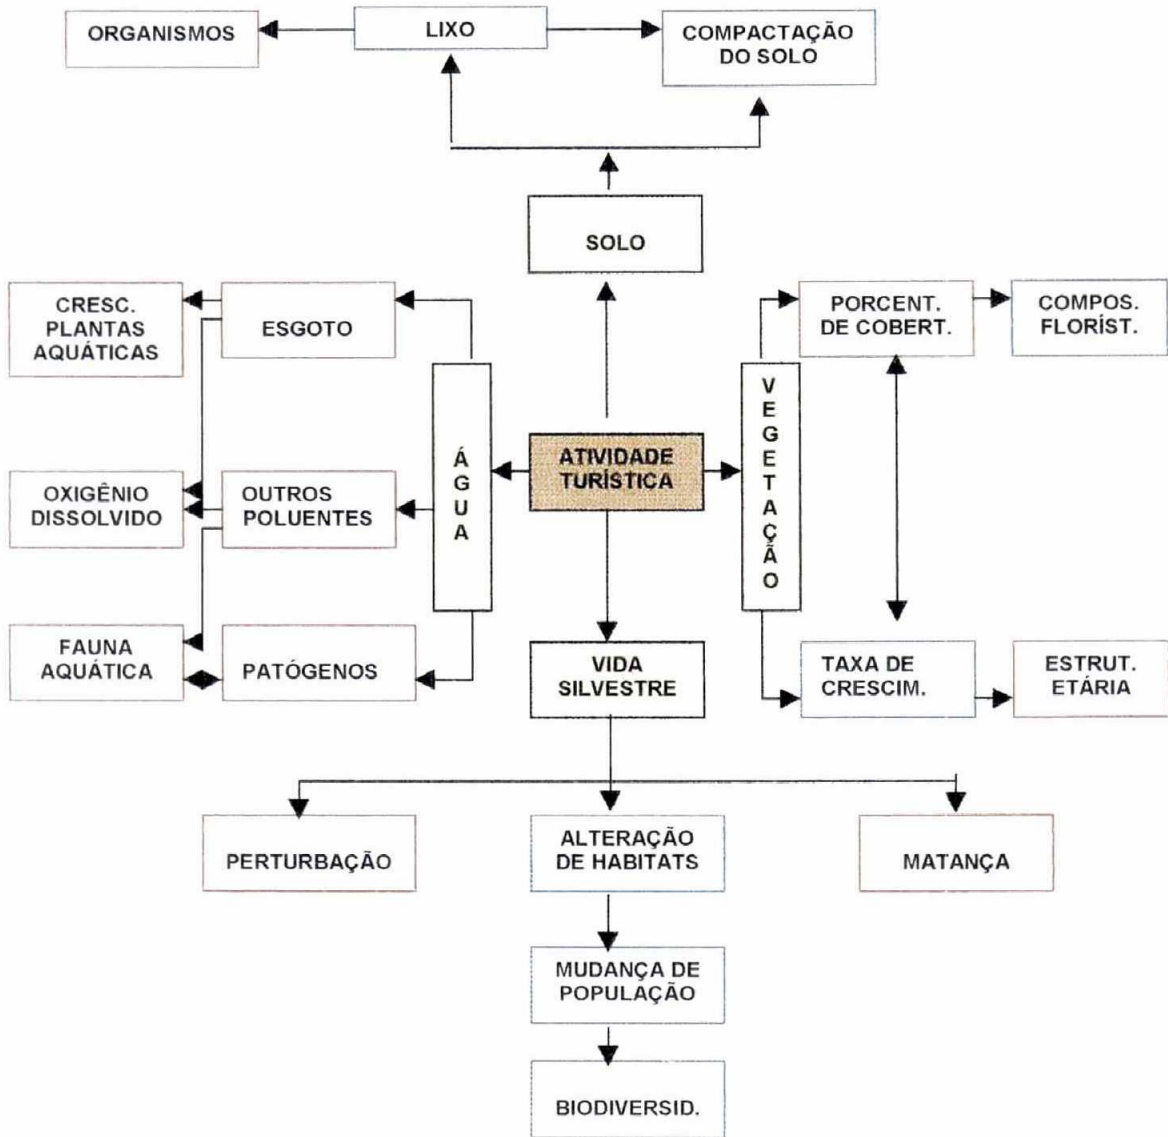 ORGANISMOS
LIXO
COMPACTAÇÃO
DO SOLO
SOLO
CRESC.
PLANTAS
AQUÁTICAS
ESGOTO
PORCENT.
DE COBERT.
COMPOS.
FLORÍST.
ÁGUA
ATIVIDADE
TURÍSTICA
VEGETAÇÃO
OXIGÊNIO
DISSOLVIDO
OUTROS
POLUENTES
FAUNA
AQUÁTICA
PATÓGENOS
VIDA
SILVESTRE
TAXA DE
CRESCIM.
ESTRUT.
ETÁRIA
PERTURBAÇÃO
ALTERAÇÃO
DE HABITATS
MATANÇA
MUDANÇA DE
POPULAÇÃO
BIODIVERSID.